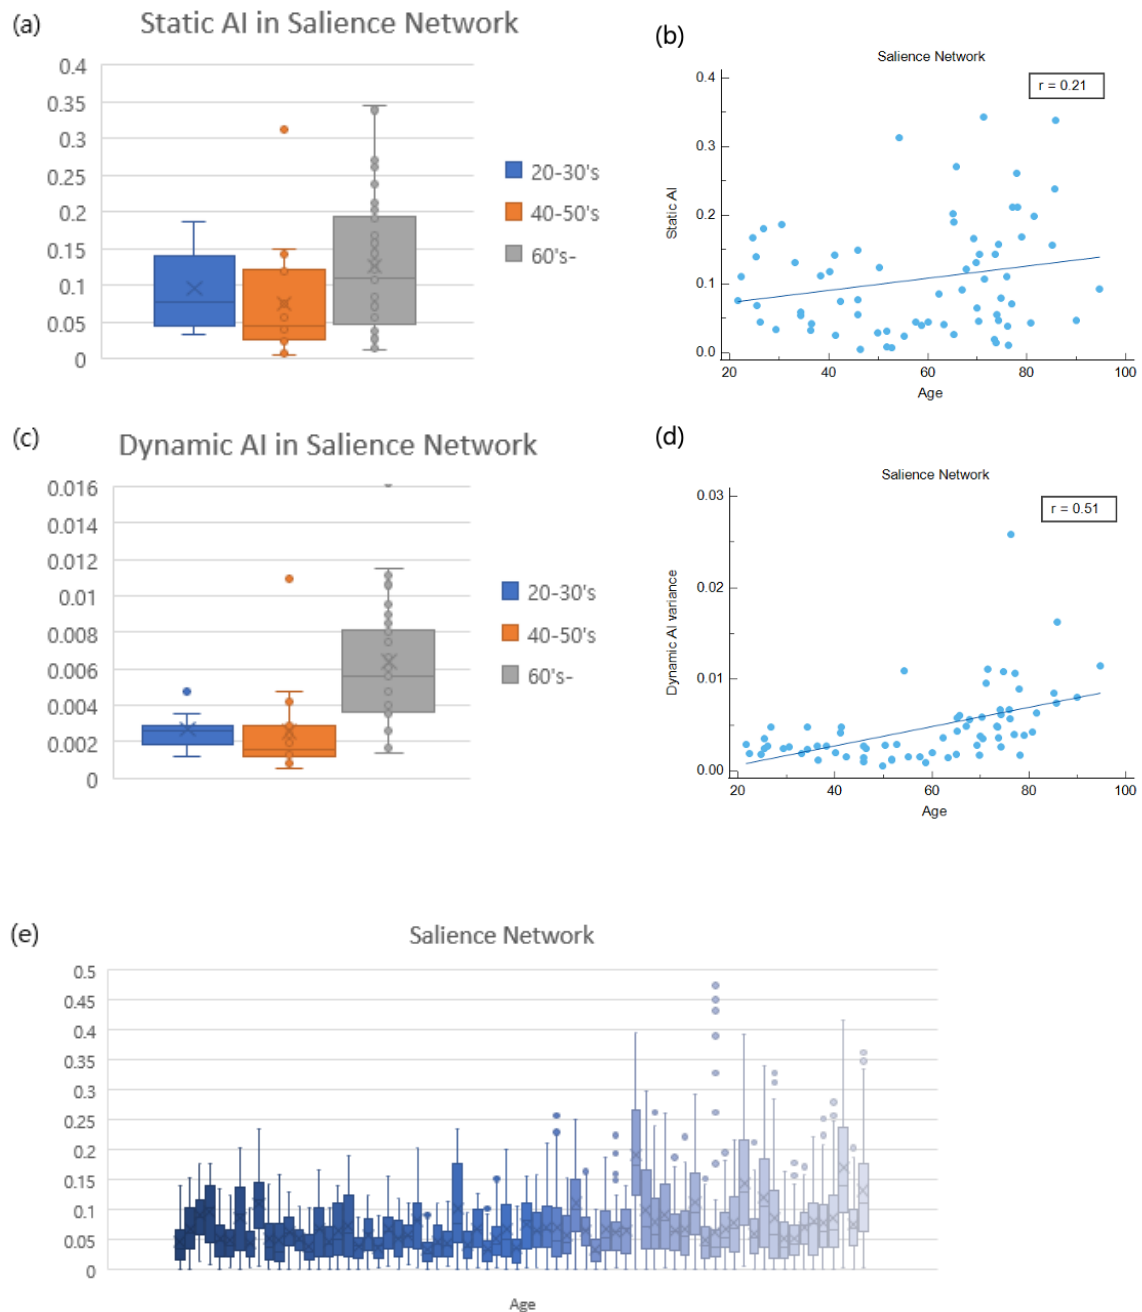 (a)
Static AI in Salience Network
0.4
0.35
0.3
0.25
0.2
0.15
0.1
0.05
0
20-30's
40-50's
60's-
(b)
Salience Network
r = 0.21
Static AI
0.4
0.3
0.2
0.1
0.0
20 40 60 80 100
Age
(c)
Dynamic AI in Salience Network
0.016
0.014
0.012
0.01
0.008
0.006
0.004
0.002
0
20-30's
40-50's
60's-
(d)
Salience Network
r = 0.51
Dynamic AI variance
0.03
0.02
0.01
0.00
20 40 60 80 100
Age
(e)
Salience Network
0.5
0.45
0.4
0.35
0.3
0.25
0.2
0.15
0.1
0.05
0
Age